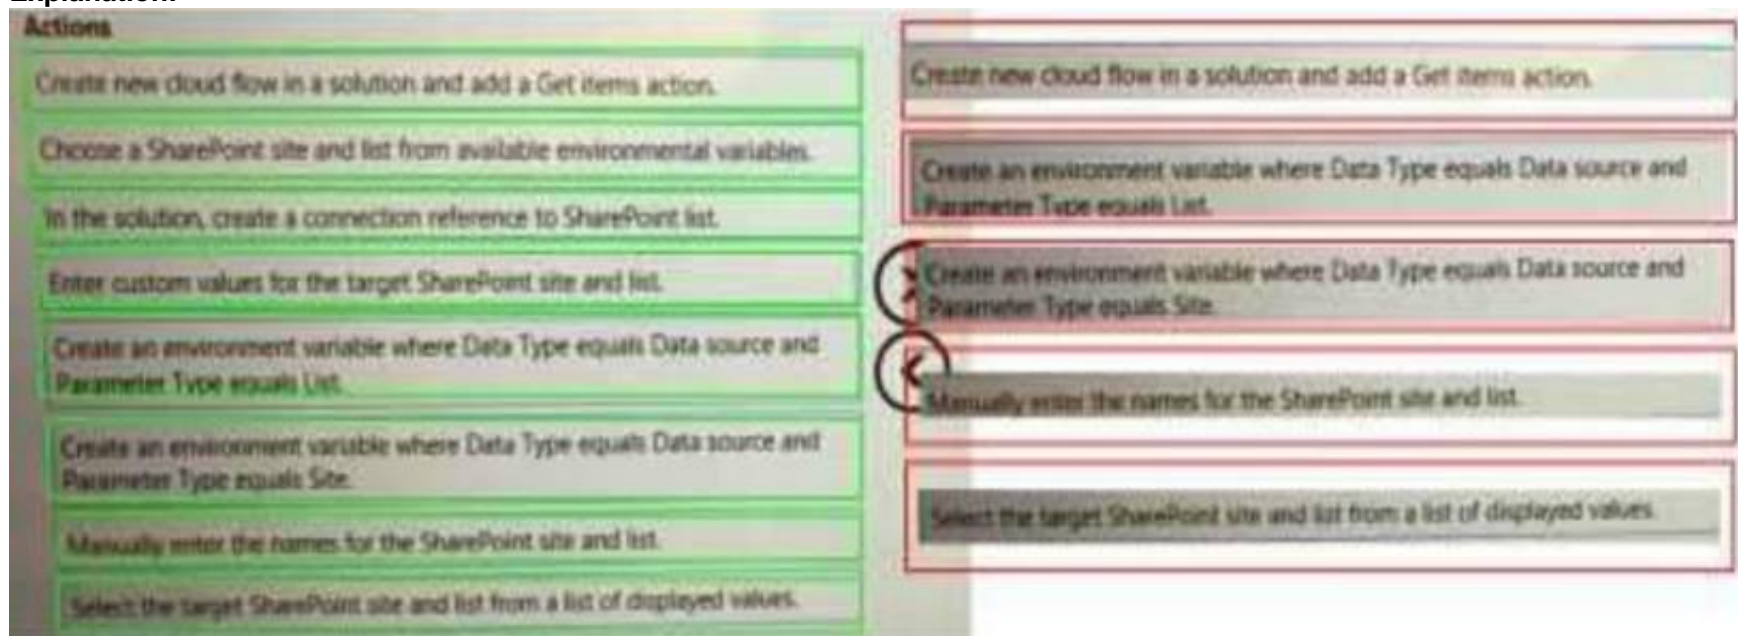 Explanation:
Actions
Create new cloud flow in a solution and add a Get items action.
Choose a SharePoint site and list from available environmental variables.
In the solution, create a connection reference to SharePoint list.
Enter custom values for the target SharePoint site and list.
Create an environment variable where Data Type equals Data source and
Parameter Type equals List.
Create an environment variable where Data Type equals Data source and
Parameter Type equals Site.
Manually enter the names for the SharePoint site and list.
Select the target SharePoint site and list from a list of displayed values.
Create new cloud flow in a solution and add a Get items action.
Create an environment variable where Data Type equals Data source and
Parameter Type equals List.
Create an environment variable where Data Type equals Data source and
Parameter Type equals Site.
Manually enter the names for the SharePoint site and list.
Select the target SharePoint site and list from a list of displayed values.